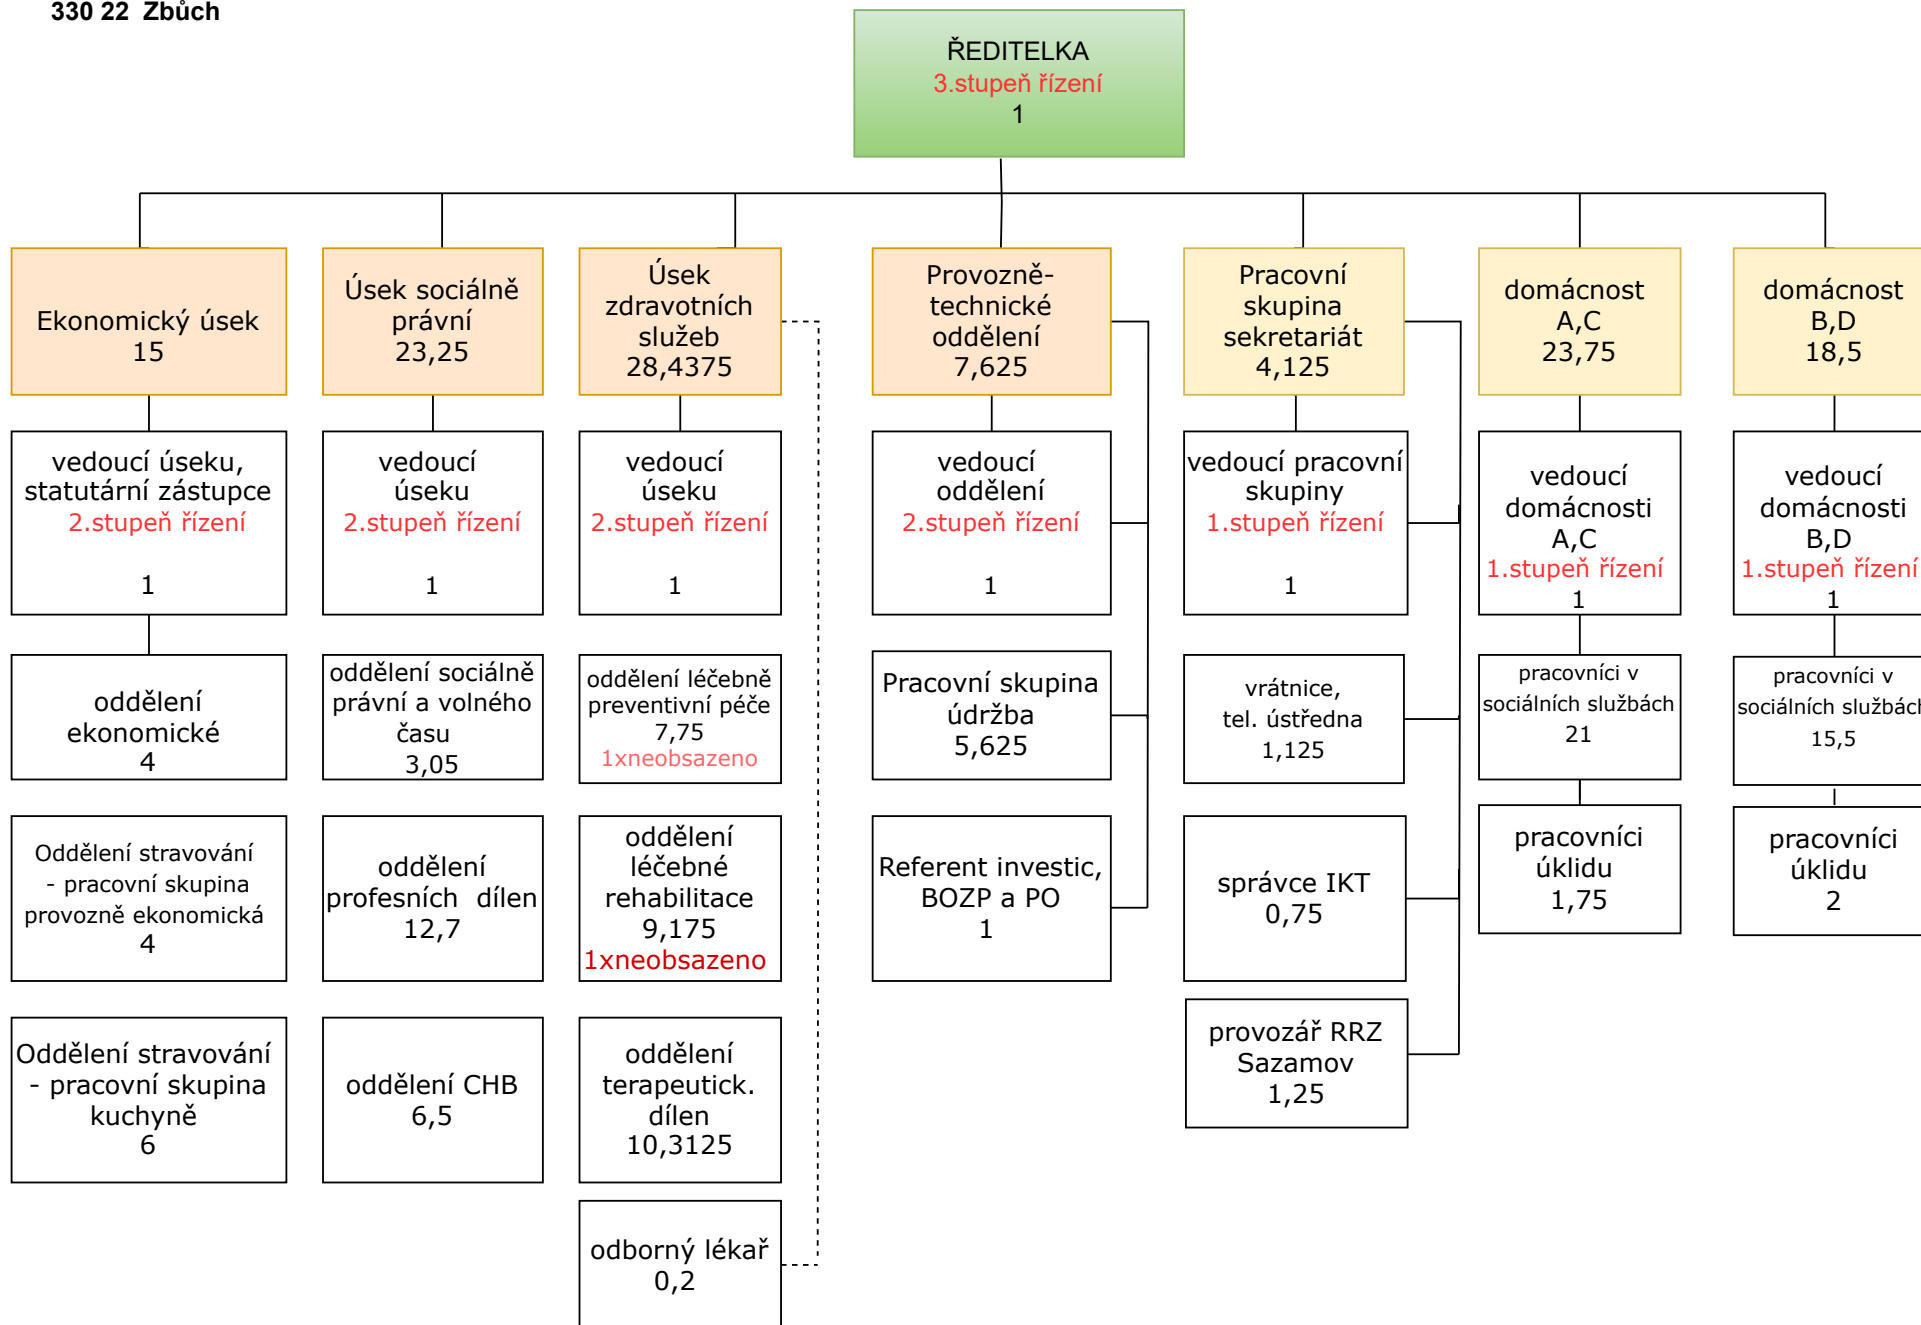 330 22  Zbůch
ŘEDITELKA
3.stupeň řízení
1
Ekonomický úsek
15
Úsek sociálně
právní
23,25
Úsek
zdravotních
služeb
28,4375
Provozně-
technické
oddělení
7,625
Pracovní
skupina
sekretariát
4,125
domácnost
A,C
23,75
domácnost
B,D
18,5
vedoucí úseku,
statutární zástupce
2.stupeň řízení
1
vedoucí
úseku
2.stupeň řízení
1
vedoucí
úseku
2.stupeň řízení
1
vedoucí
oddělení
2.stupeň řízení
1
vedoucí pracovní
skupiny
1.stupeň řízení
1
vedoucí
domácnosti
A,C
1.stupeň řízení
1
vedoucí
domácnosti
B,D
1.stupeň řízení
1
oddělení
ekonomické
4
oddělení sociálně
právní a volného
času
3,05
oddělení léčebně
preventivní péče
7,75
1xneobsazeno
Pracovní skupina
údržba
5,625
vrátnice,
tel. ústředna
1,125
pracovníci v
sociálních službách
21
pracovníci v
sociálních službách
15,5
Oddělení stravování
- pracovní skupina
provozně ekonomická
4
oddělení
profesních  dílen
12,7
oddělení
léčebné
rehabilitace
9,175
1xneobsazeno
Referent investic,
BOZP a PO
1
správce IKT
0,75
pracovníci
úklidu
1,75
pracovníci
úklidu
2
Oddělení stravování
- pracovní skupina
kuchyně
6
oddělení CHB
6,5
oddělení
terapeutick.
dílen
10,3125
provozář RRZ
Sazamov
1,25
odborný lékař
0,2